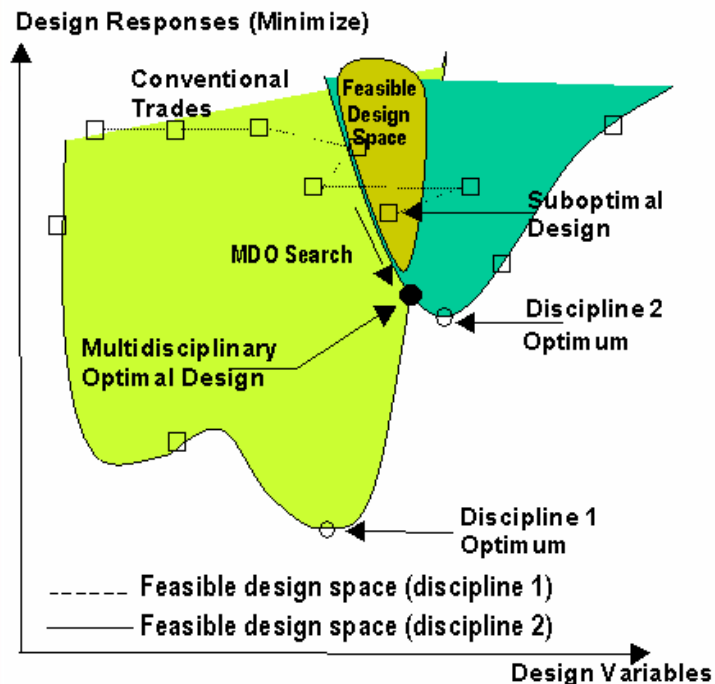 Design Responses (Minimize)
Conventional
Trades
Feasible
Design
Space
Suboptimal
Design
MDO Search
Discipline 2
Optimum
Multidisciplinary
Optimal Design
Discipline 1
Optimum
Feasible design space (discipline 1)
Feasible design space (discipline 2)
Design Variables